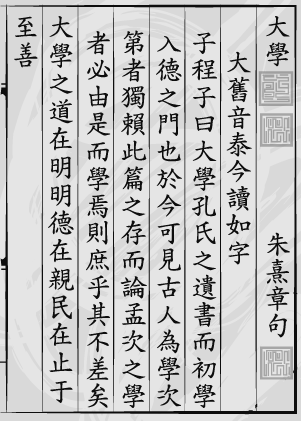 大學
朱熹章句
大舊音泰今讀如字
子程子曰大學孔氏之遺書而初學
入德之門也於今可見古人為學次
第者獨賴此篇之存而論孟次之學
者必由是而學焉則庶乎其不差矣
大學之道在明明德在親民在止于
至善